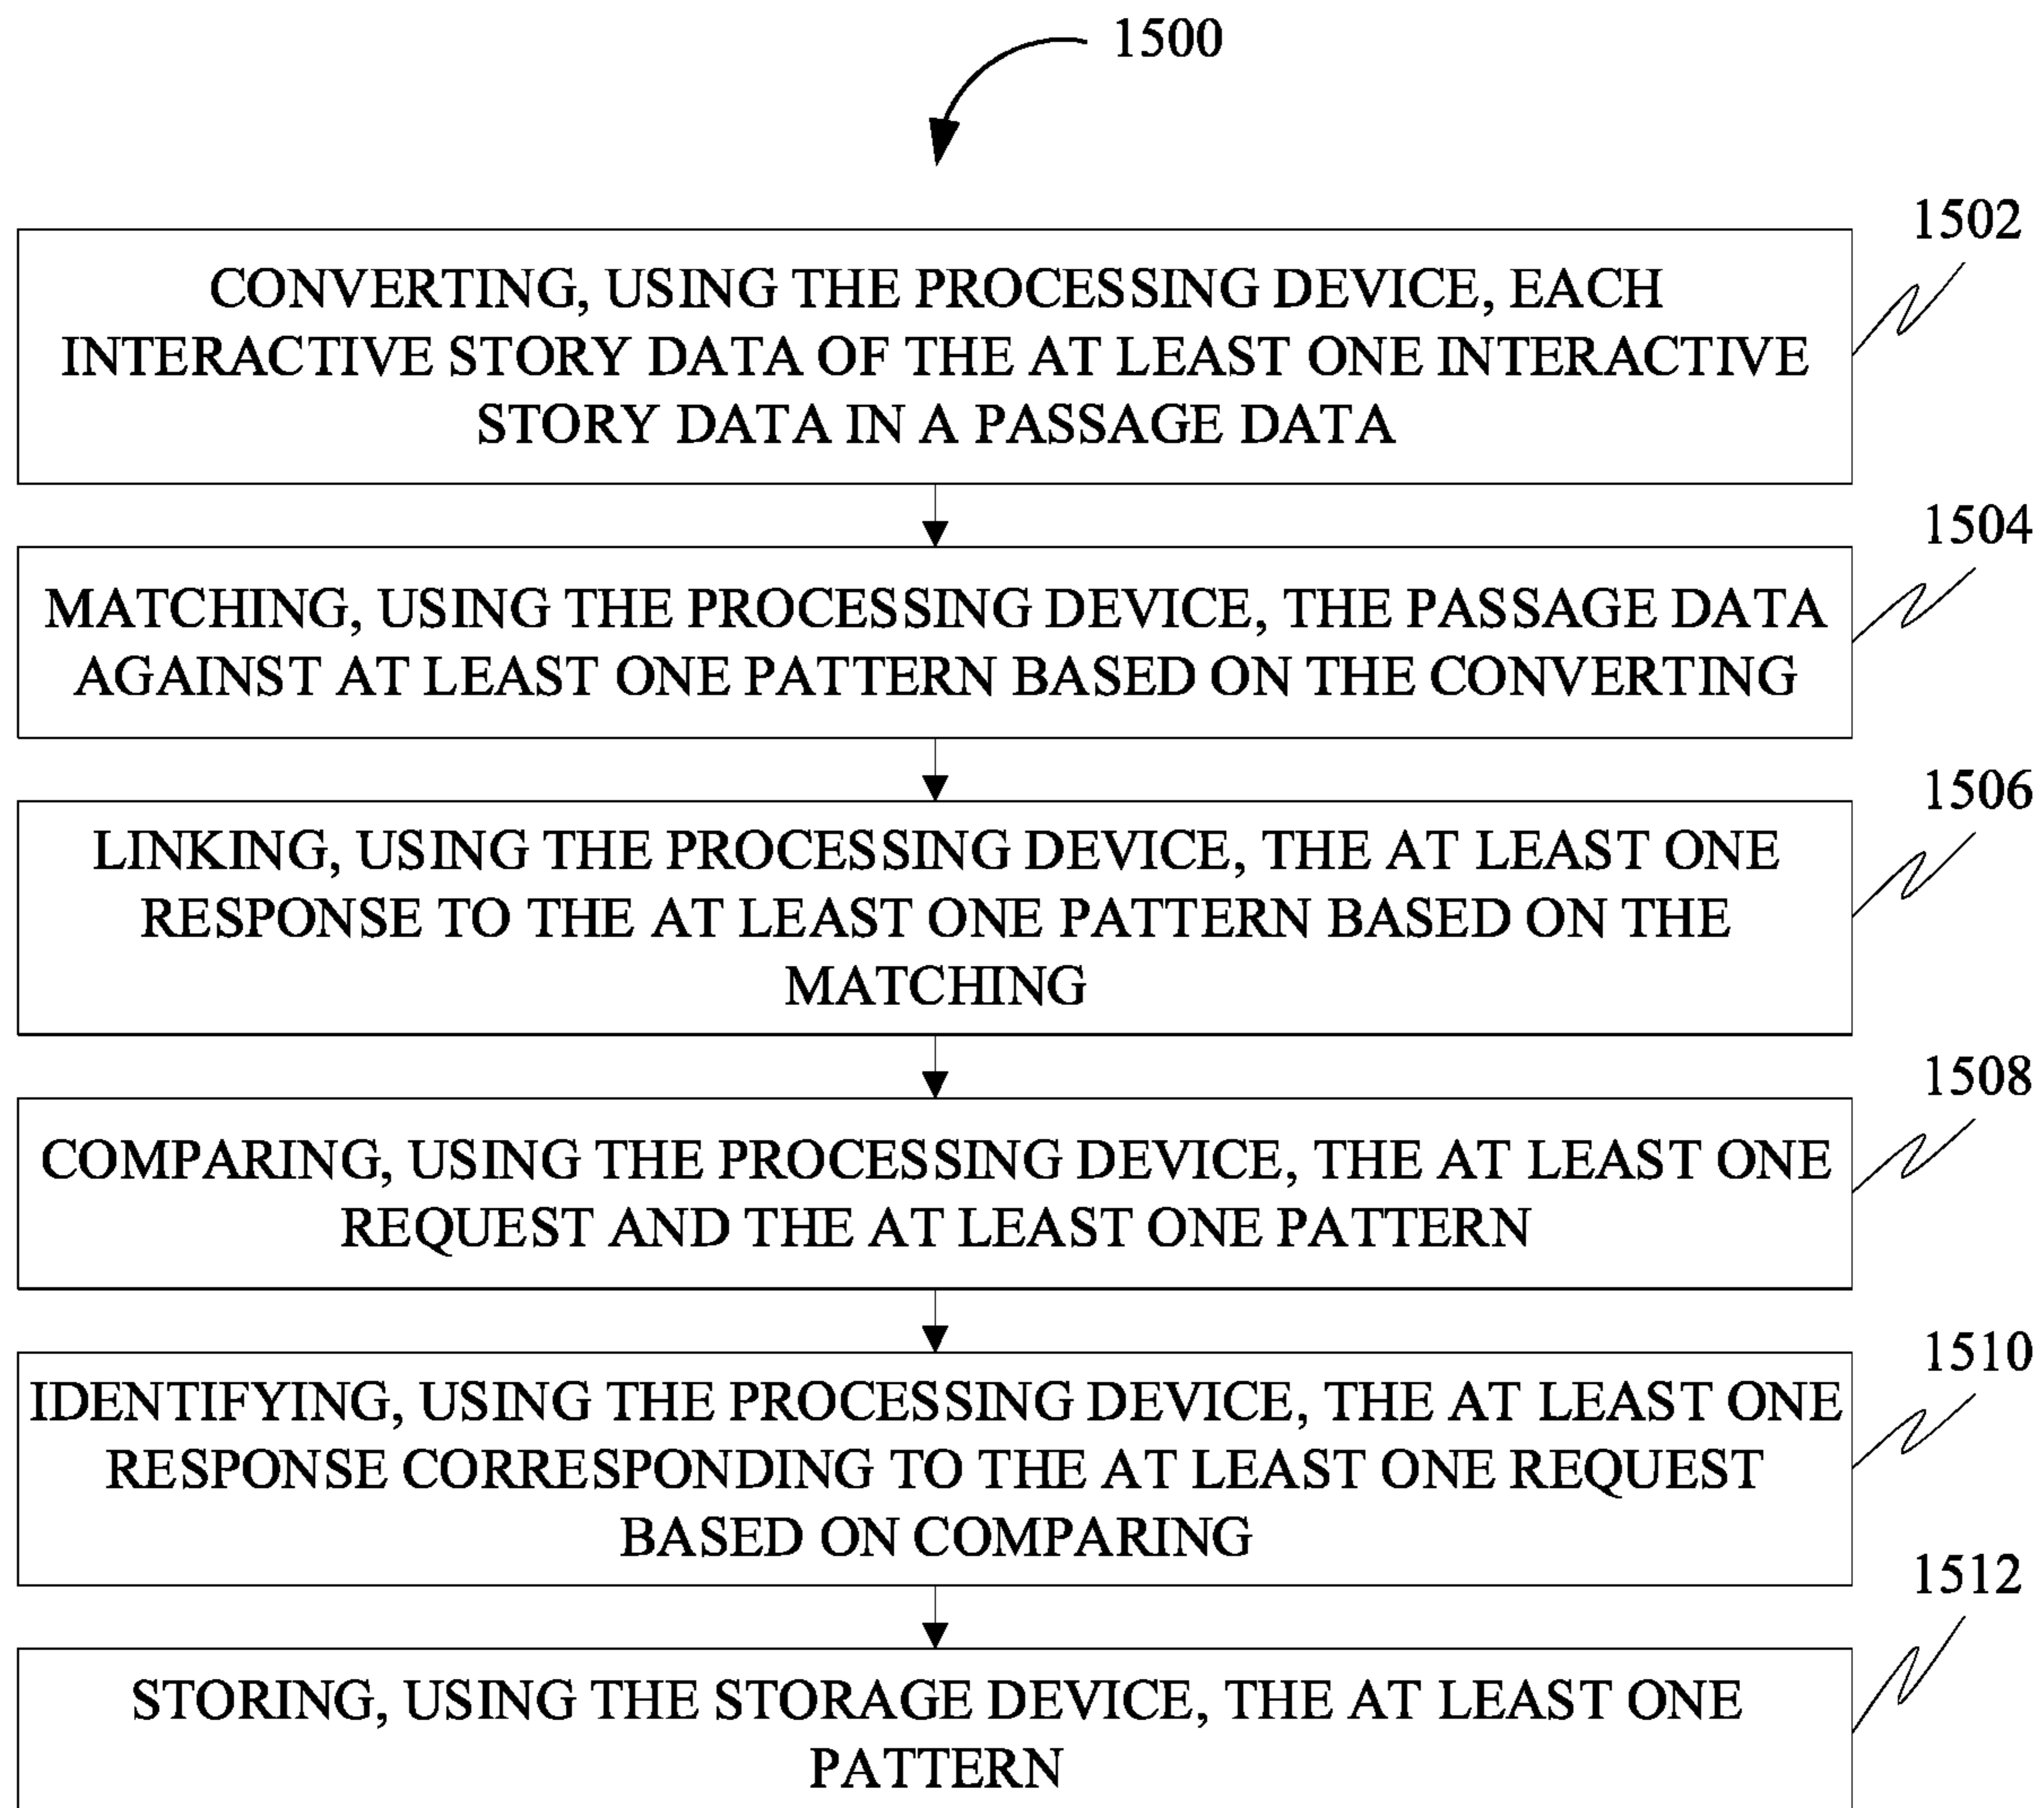 1500
1502
CONVERTING, USING THE PROCESSING DEVICE, EACH
INTERACTIVE STORY DATA OF THE AT LEAST ONE INTERACTIVE
STORY DATA IN A PASSAGE DATA
1504
MATCHING, USING THE PROCESSING DEVICE, THE PASSAGE DATA
AGAINST AT LEAST ONE PATTERN BASED ON THE CONVERTING
1506
LINKING, USING THE PROCESSING DEVICE, THE AT LEAST ONE
RESPONSE TO THE AT LEAST ONE PATTERN BASED ON THE
MATCHING
1508
COMPARING, USING THE PROCESSING DEVICE, THE AT LEAST ONE
REQUEST AND THE AT LEAST ONE PATTERN
1510
IDENTIFYING, USING THE PROCESSING DEVICE, THE AT LEAST ONE
RESPONSE CORRESPONDING TO THE AT LEAST ONE REQUEST
BASED ON COMPARING
1512
STORING, USING THE STORAGE DEVICE, THE AT LEAST ONE
PATTERN